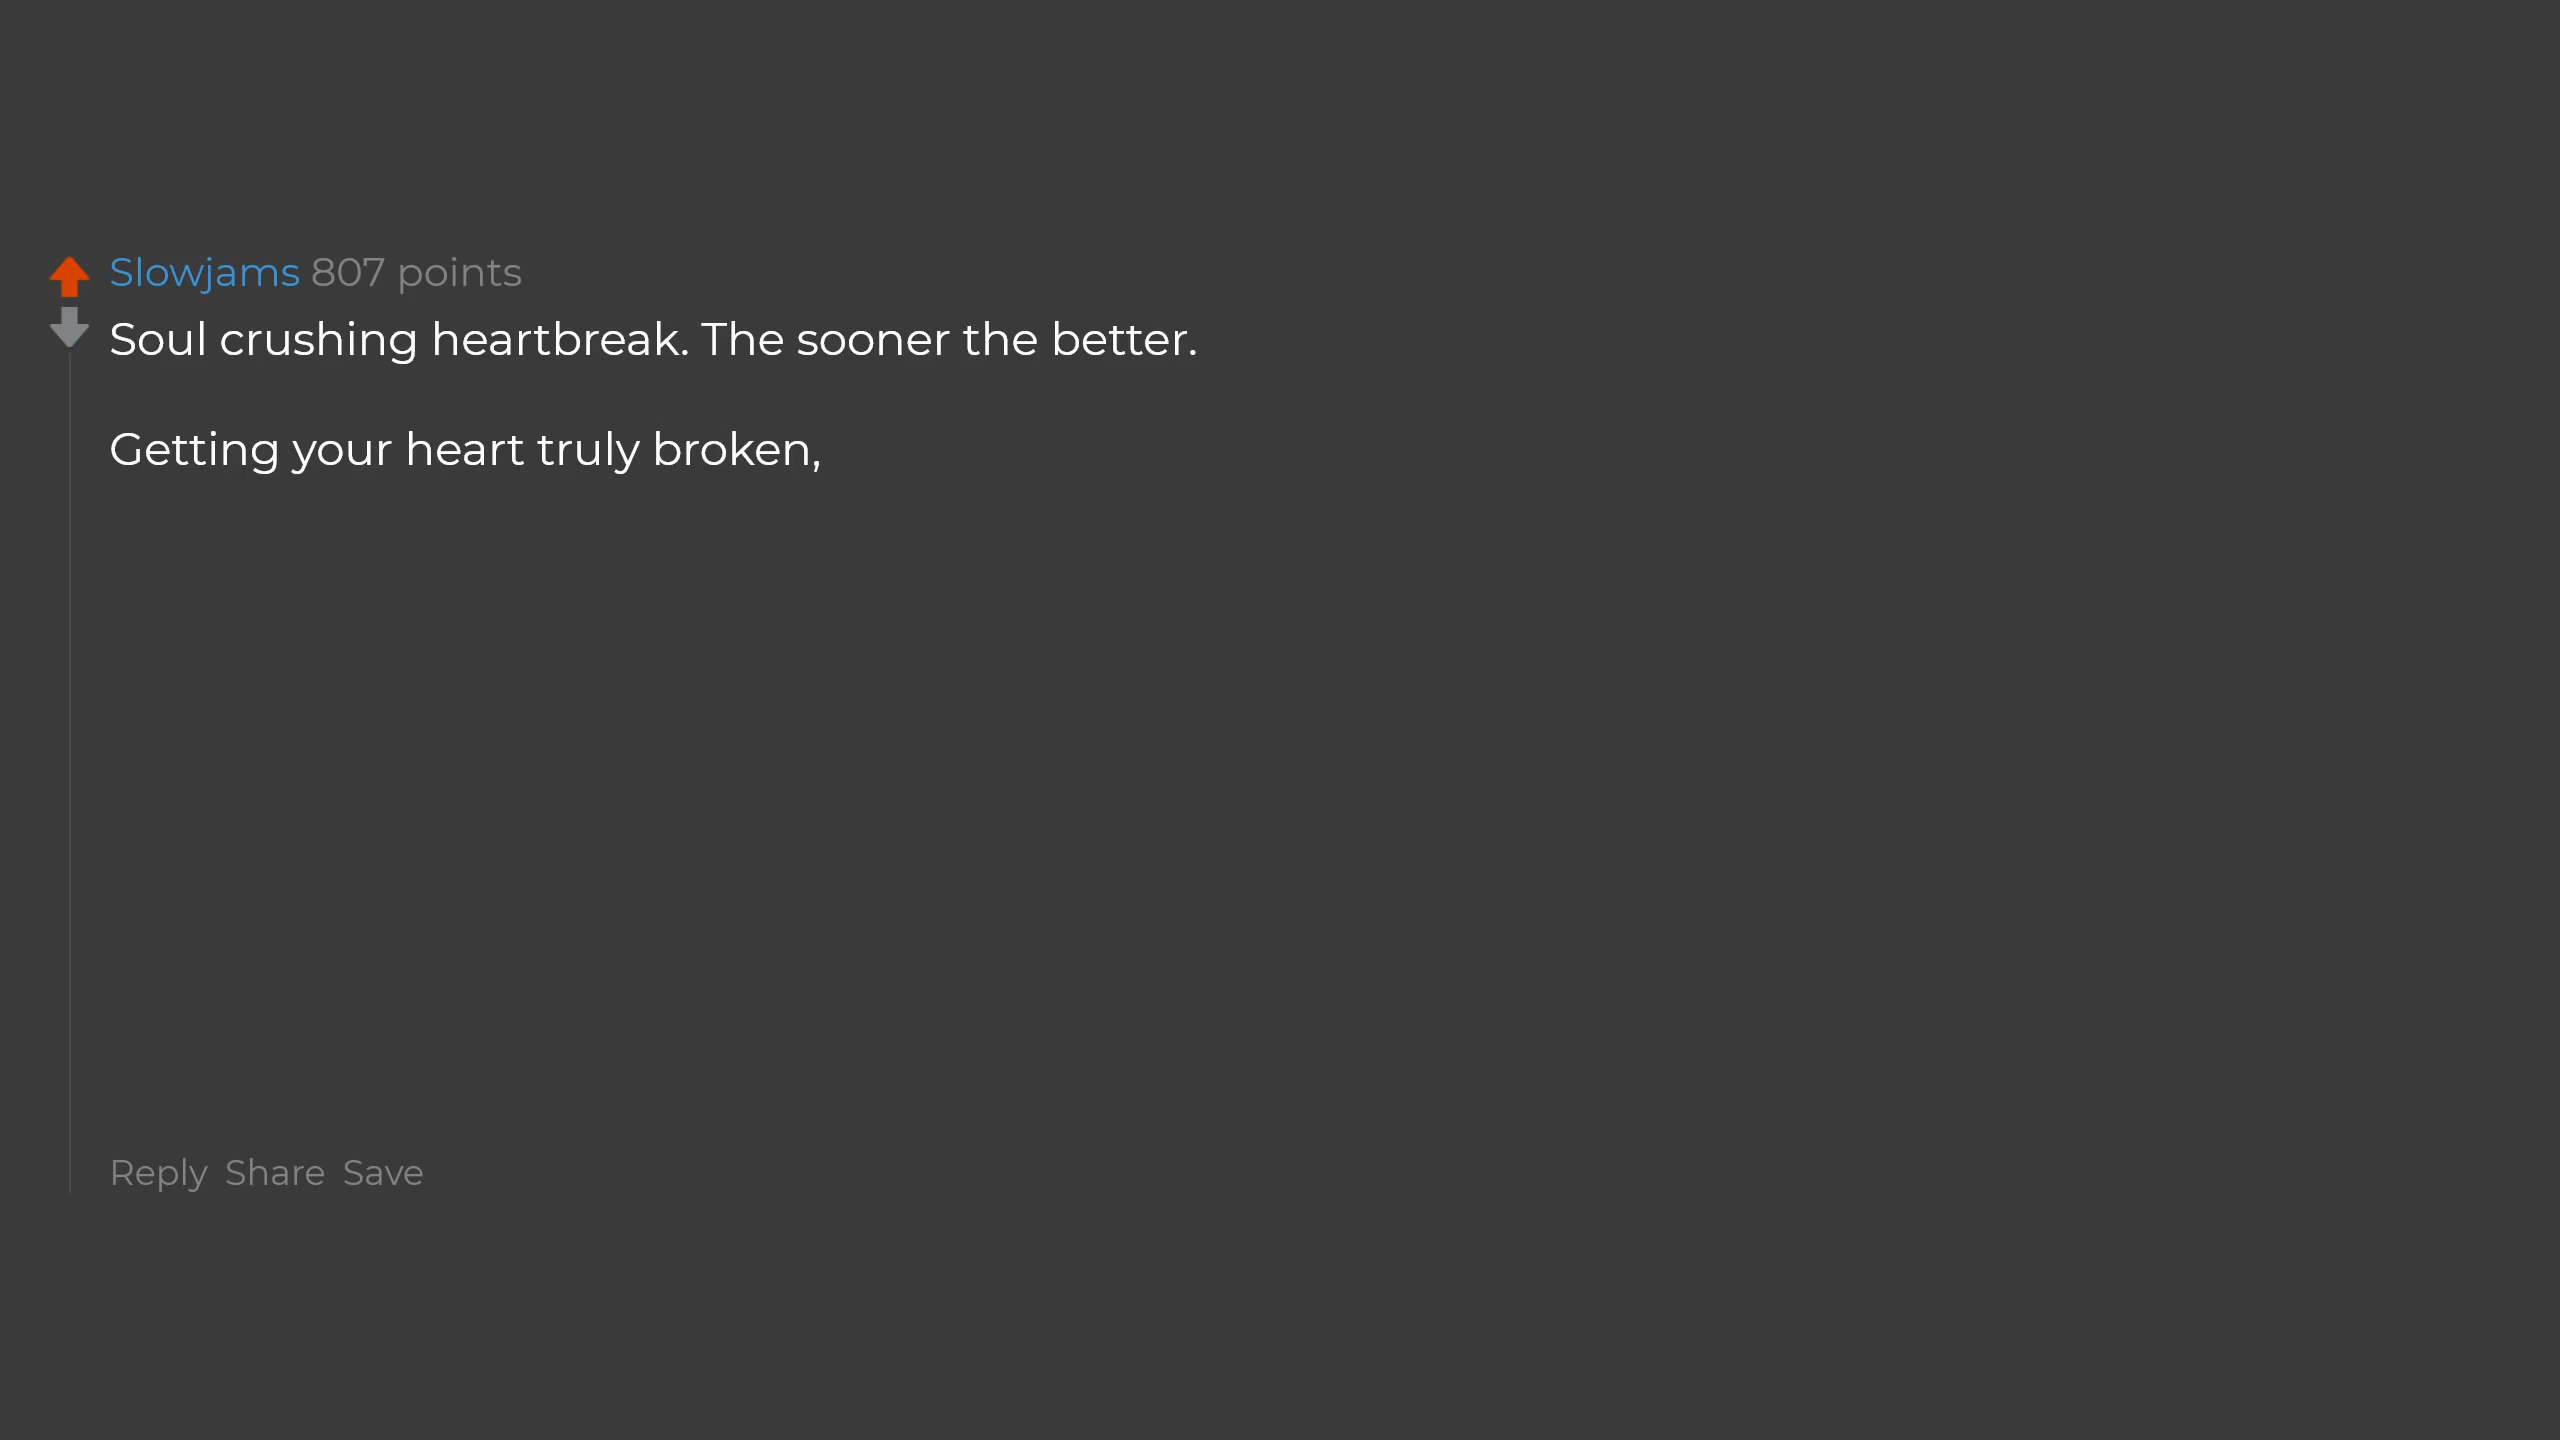 Slowjams 807 points
Soul crushing heartbreak. The sooner the better.
Getting your heart truly broken,
Reply Share Save